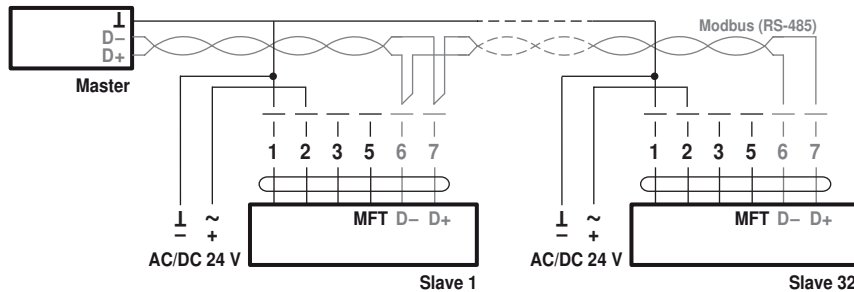 ⊥
D–
D+
Master
Modbus (RS-485)
1 2 3 5 6 7
1 2 3 5 6 7
⊥ ~
– +
AC/DC 24 V
MFT D– D+
Slave 1
⊥ ~
– +
AC/DC 24 V
MFT D– D+
Slave 32